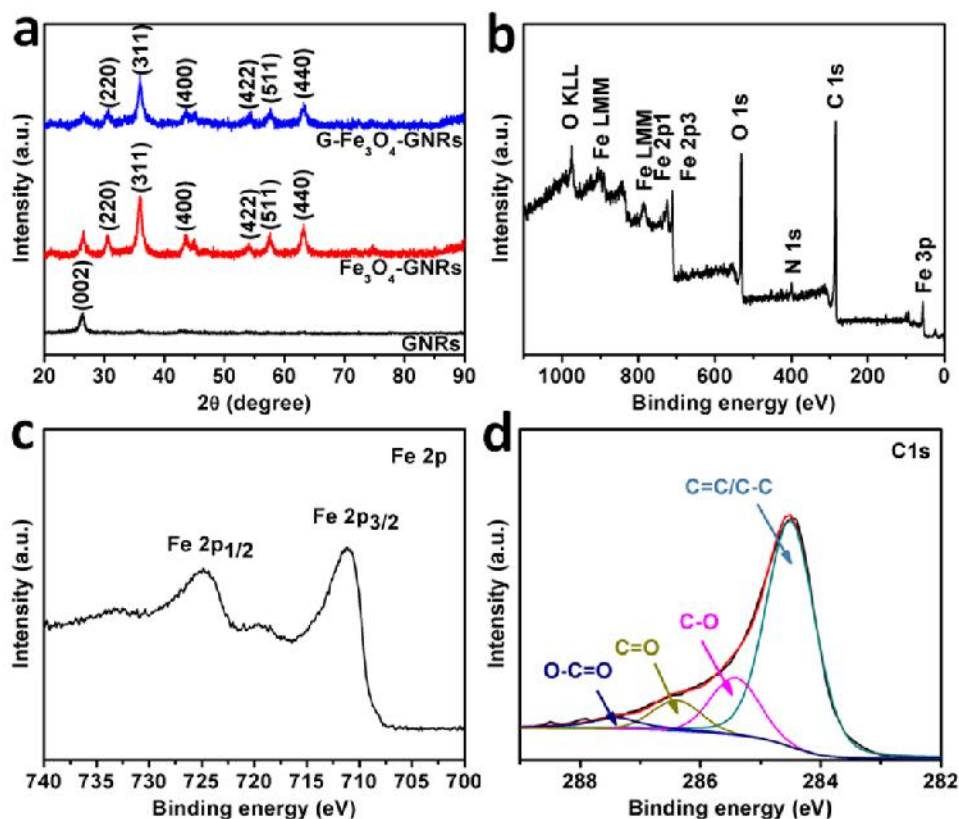 a
Intensity (a.u.)
(220)
(311)
(400)
(422)
(511)
(440)
G-Fe₃O₄-GNRs
(220)
(311)
(400)
(422)
(511)
(440)
Fe₃O₄-GNRs
(002)
GNRs
20 30 40 50 60 70 80 90
2θ (degree)
b
Intensity (a.u.)
O KLL
Fe LMM
Fe LMM
Fe 2p1
Fe 2p3
O 1s
N 1s
C 1s
Fe 3p
1000 800 600 400 200 0
Binding energy (eV)
c
Fe 2p
Intensity (a.u.)
Fe 2p1/2
Fe 2p3/2
740 735 730 725 720 715 710 705 700
Binding energy (eV)
d
C1s
Intensity (a.u.)
C=C/C-C
C-O
C=O
O-C=O
288 286 284 282
Binding energy (eV)